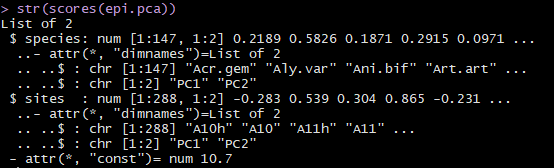 > str(scores(epi.pca))
List of 2
 $ species: num [1:147, 1:2] 0.2189 0.5826 0.1871 0.2915 0.0971 ...
  ..- attr(*, "dimnames")=List of 2
  .. ..$ : chr [1:147] "Acr.gem" "Aly.var" "Ani.bif" "Art.art" ...
  .. ..$ : chr [1:2] "PC1" "PC2"
 $ sites  : num [1:288, 1:2] -0.283 0.539 0.304 0.865 -0.231 ...
  ..- attr(*, "dimnames")=List of 2
  .. ..$ : chr [1:288] "A10h" "A10" "A11h" "A11" ...
  .. ..$ : chr [1:2] "PC1" "PC2"
 - attr(*, "const")= num 10.7